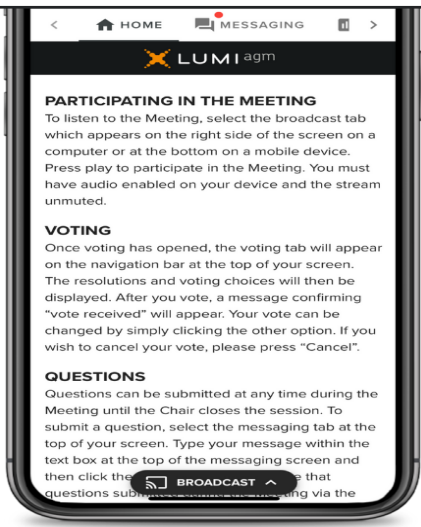 < HOME MESSAGING >
LUMI agm
PARTICIPATING IN THE MEETING
To listen to the Meeting, select the broadcast tab
which appears on the right side of the screen on a
computer or at the bottom on a mobile device.
Press play to participate in the Meeting. You must
have audio enabled on your device and the stream
unmuted.
VOTING
Once voting has opened, the voting tab will appear
on the navigation bar at the top of your screen.
The resolutions and voting choices will then be
displayed. After you vote, a message confirming
“vote received” will appear. Your vote can be
changed by simply clicking the other option. If you
wish to cancel your vote, please press “Cancel”.
QUESTIONS
Questions can be submitted at any time during the
Meeting until the Chair closes the session. To
submit a question, select the messaging tab at the
top of your screen. Type your message within the
text box at the top of the messaging screen and
then click the that
BROADCAST
questions via the